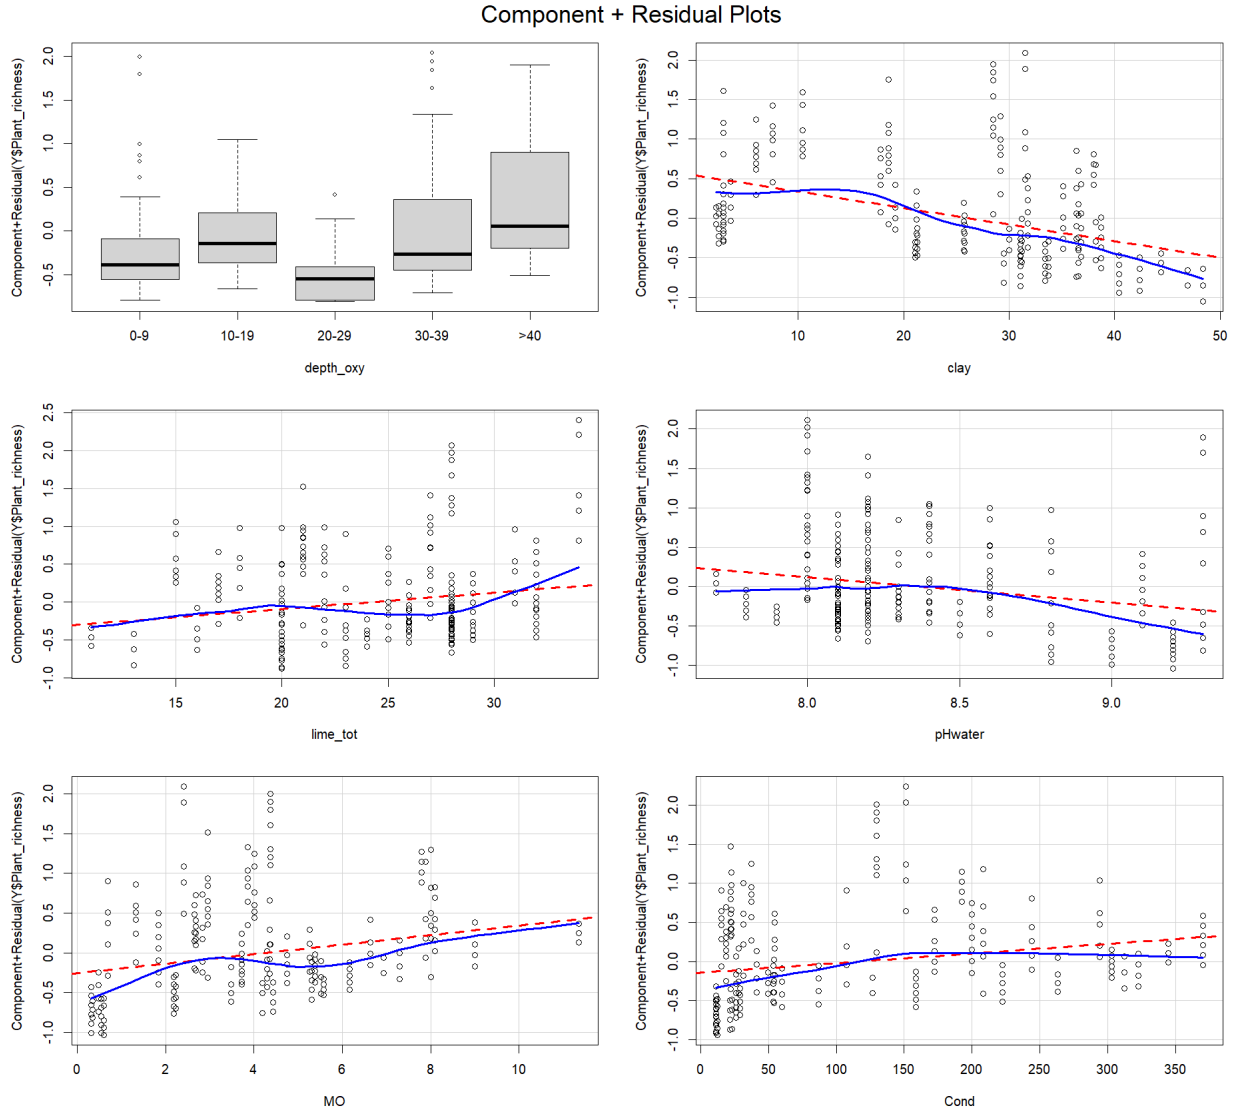 Component + Residual Plots
Component+Residual(Y$Plant_richness)
-0.5 0.0 0.5 1.0 1.5 2.0
0-9 10-19 20-29 30-39 >40
depth_oxy
Component+Residual(Y$Plant_richness)
-1.0 -0.5 0.0 0.5 1.0 1.5 2.0
10 20 30 40 50
clay
Component+Residual(Y$Plant_richness)
-1.0 -0.5 0.0 0.5 1.0 1.5 2.0 2.5
15 20 25 30
lime_tot
Component+Residual(Y$Plant_richness)
-1.0 -0.5 0.0 0.5 1.0 1.5 2.0
8.0 8.5 9.0
pHwater
Component+Residual(Y$Plant_richness)
-1.0 -0.5 0.0 0.5 1.0 1.5 2.0
0 2 4 6 8 10
MO
Component+Residual(Y$Plant_richness)
-1.0 -0.5 0.0 0.5 1.0 1.5 2.0
0 50 100 150 200 250 300 350
Cond